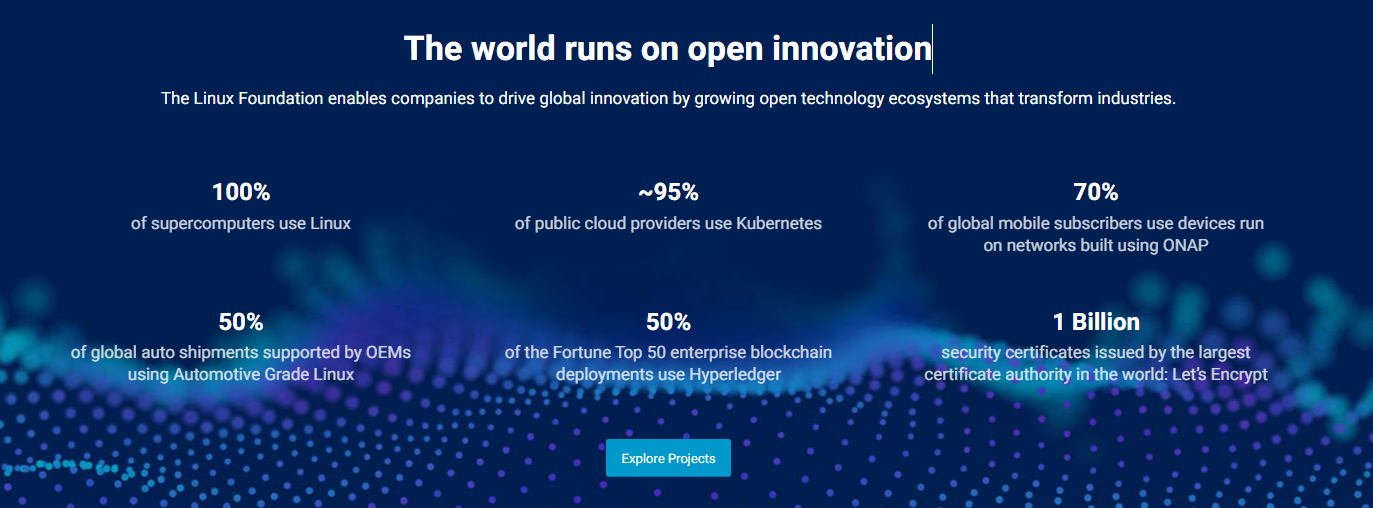 The world runs on open innovation
The Linux Foundation enables companies to drive global innovation by growing open technology ecosystems that transform industries.
100%
of supercomputers use Linux
~95%
of public cloud providers use Kubernetes
70%
of global mobile subscribers use devices run
on networks built using ONAP
50%
of global auto shipments supported by OEMs
using Automotive Grade Linux
50%
of the Fortune Top 50 enterprise blockchain
deployments use Hyperledger
1 Billion
security certificates issued by the largest
certificate authority in the world: Let’s Encrypt
Explore Projects